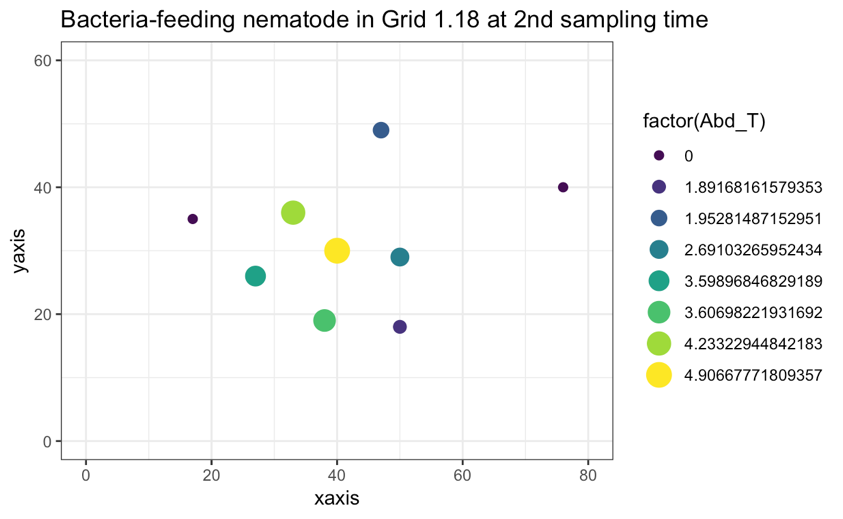 Bacteria-feeding nematode in Grid 1.18 at 2nd sampling time
60
40
20
0
yaxis
0 20 40 60 80
xaxis
factor(Abd_T)
0
1.89168161579353
1.95281487152951
2.69103265952434
3.59896846829189
3.60698221931692
4.23322944842183
4.90667771809357